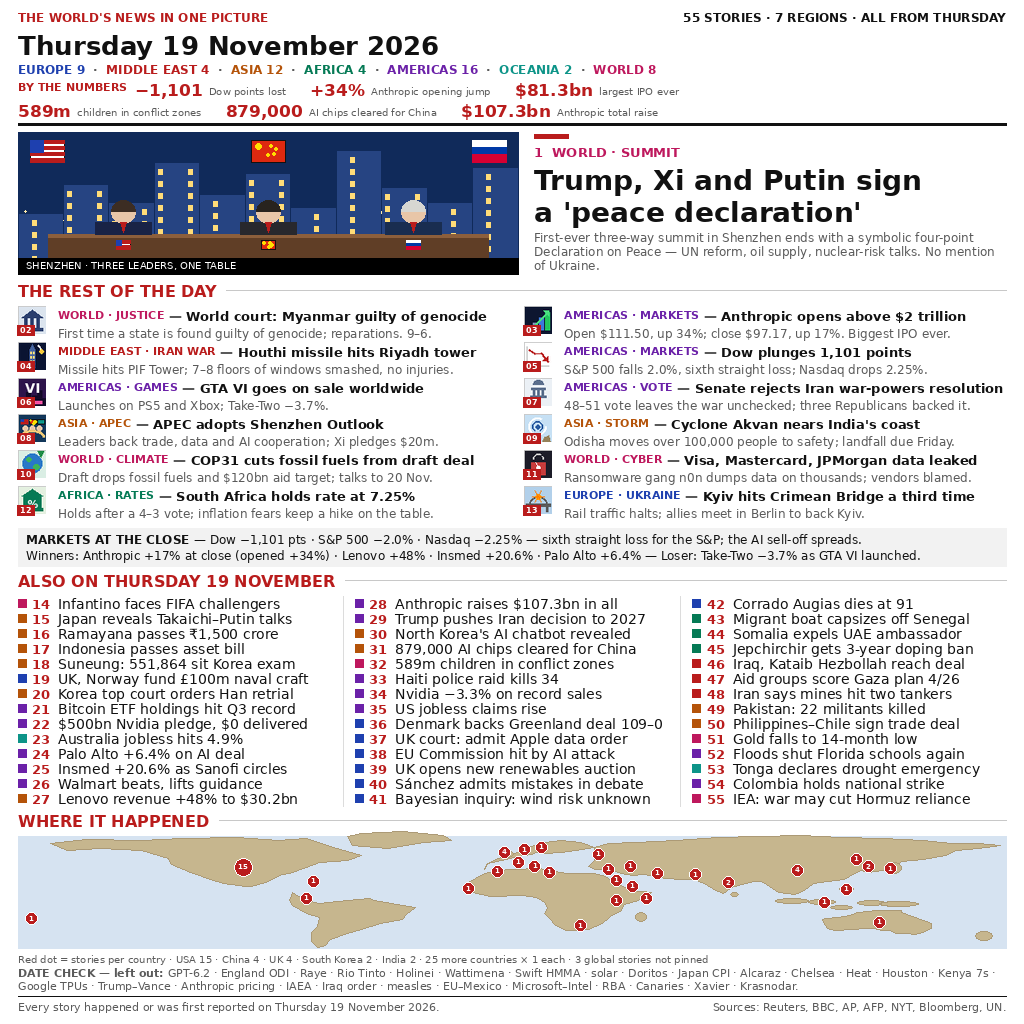 THE WORLD'S NEWS IN ONE PICTURE
55 STORIES · 7 REGIONS · ALL FROM THURSDAY
Thursday 19 November 2026
EUROPE 9 · MIDDLE EAST 4 · ASIA 12 · AFRICA 4 · AMERICAS 16 · OCEANIA 2 · WORLD 8
BY THE NUMBERS −1,101 Dow points lost +34% Anthropic opening jump $81.3bn largest IPO ever
589m children in conflict zones 879,000 AI chips cleared for China $107.3bn Anthropic total raise
SHENZHEN · THREE LEADERS, ONE TABLE
1 WORLD · SUMMIT
Trump, Xi and Putin sign
a 'peace declaration'
First-ever three-way summit in Shenzhen ends with a symbolic four-point
Declaration on Peace — UN reform, oil supply, nuclear-risk talks. No mention
of Ukraine.
THE REST OF THE DAY
02 WORLD · JUSTICE — World court: Myanmar guilty of genocide
First time a state is found guilty of genocide; reparations. 9–6.
03 AMERICAS · MARKETS — Anthropic opens above $2 trillion
Open $111.50, up 34%; close $97.17, up 17%. Biggest IPO ever.
04 MIDDLE EAST · IRAN WAR — Houthi missile hits Riyadh tower
Missile hits PIF Tower; 7–8 floors of windows smashed, no injuries.
05 AMERICAS · MARKETS — Dow plunges 1,101 points
S&P 500 falls 2.0%, sixth straight loss; Nasdaq drops 2.25%.
VI
06 AMERICAS · GAMES — GTA VI goes on sale worldwide
Launches on PS5 and Xbox; Take-Two −3.7%.
07 AMERICAS · VOTE — Senate rejects Iran war-powers resolution
48–51 vote leaves the war unchecked; three Republicans backed it.
08 ASIA · APEC — APEC adopts Shenzhen Outlook
Leaders back trade, data and AI cooperation; Xi pledges $20m.
09 ASIA · STORM — Cyclone Akvan nears India's coast
Odisha moves over 100,000 people to safety; landfall due Friday.
10 WORLD · CLIMATE — COP31 cuts fossil fuels from draft deal
Draft drops fossil fuels and $120bn aid target; talks to 20 Nov.
11 WORLD · CYBER — Visa, Mastercard, JPMorgan data leaked
Ransomware gang n0n dumps data on thousands; vendors blamed.
%
12 AFRICA · RATES — South Africa holds rate at 7.25%
Holds after a 4–3 vote; inflation fears keep a hike on the table.
13 EUROPE · UKRAINE — Kyiv hits Crimean Bridge a third time
Rail traffic halts; allies meet in Berlin to back Kyiv.
MARKETS AT THE CLOSE — Dow −1,101 pts · S&P 500 −2.0% · Nasdaq −2.25% — sixth straight loss for the S&P; the AI sell-off spreads.
Winners: Anthropic +17% at close (opened +34%) · Lenovo +48% · Insmed +20.6% · Palo Alto +6.4% — Loser: Take-Two −3.7% as GTA VI launched.
ALSO ON THURSDAY 19 NOVEMBER
14 Infantino faces FIFA challengers
15 Japan reveals Takaichi–Putin talks
16 Ramayana passes ₹1,500 crore
17 Indonesia passes asset bill
18 Suneung: 551,864 sit Korea exam
19 UK, Norway fund £100m naval craft
20 Korea top court orders Han retrial
21 Bitcoin ETF holdings hit Q3 record
22 $500bn Nvidia pledge, $0 delivered
23 Australia jobless hits 4.9%
24 Palo Alto +6.4% on AI deal
25 Insmed +20.6% as Sanofi circles
26 Walmart beats, lifts guidance
27 Lenovo revenue +48% to $30.2bn
28 Anthropic raises $107.3bn in all
29 Trump pushes Iran decision to 2027
30 North Korea's AI chatbot revealed
31 879,000 AI chips cleared for China
32 589m children in conflict zones
33 Haiti police raid kills 34
34 Nvidia −3.3% on record sales
35 US jobless claims rise
36 Denmark backs Greenland deal 109–0
37 UK court: admit Apple data order
38 EU Commission hit by AI attack
39 UK opens new renewables auction
40 Sánchez admits mistakes in debate
41 Bayesian inquiry: wind risk unknown
42 Corrado Augias dies at 91
43 Migrant boat capsizes off Senegal
44 Somalia expels UAE ambassador
45 Jepchirchir gets 3-year doping ban
46 Iraq, Kataib Hezbollah reach deal
47 Aid groups score Gaza plan 4/26
48 Iran says mines hit two tankers
49 Pakistan: 22 militants killed
50 Philippines–Chile sign trade deal
51 Gold falls to 14-month low
52 Floods shut Florida schools again
53 Tonga declares drought emergency
54 Colombia holds national strike
55 IEA: war may cut Hormuz reliance
WHERE IT HAPPENED
1 15 1 1 1 4 1 1 1 1 1 1 1 1 1 1 1 1 1 1 1 1 2 4 1 2 1 1 1 1
Red dot = stories per country · USA 15 · China 4 · UK 4 · South Korea 2 · India 2 · 25 more countries × 1 each · 3 global stories not pinned
DATE CHECK — left out: GPT-6.2 · England ODI · Raye · Rio Tinto · Holinei · Wattimena · Swift HMMA · solar · Doritos · Japan CPI · Alcaraz · Chelsea · Heat · Houston · Kenya 7s ·
Google TPUs · Trump–Vance · Anthropic pricing · IAEA · Iraq order · measles · EU–Mexico · Microsoft–Intel · RBA · Canaries · Xavier · Krasnodar.
Every story happened or was first reported on Thursday 19 November 2026.
Sources: Reuters, BBC, AP, AFP, NYT, Bloomberg, UN.